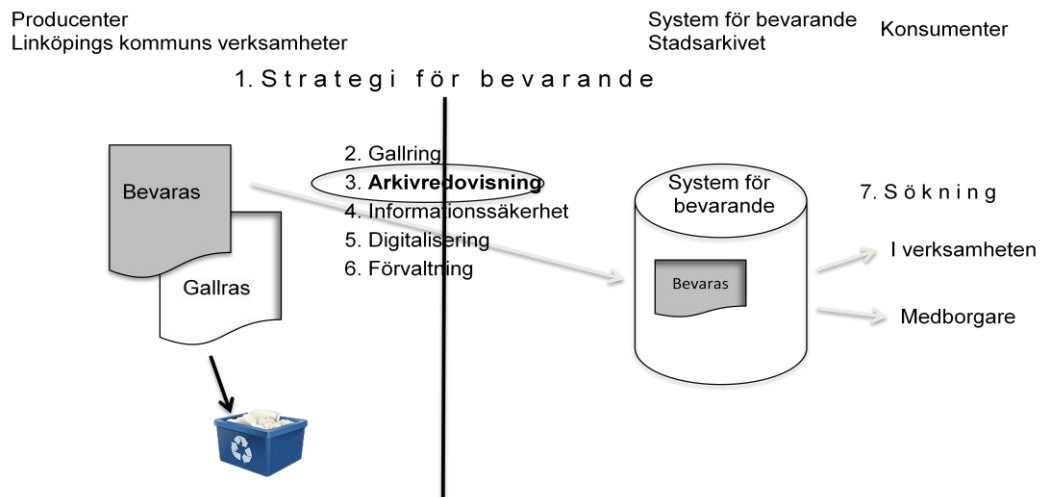 Producenter
Linköpings kommuns verksamheter
System för bevarande
Stadsarkivet
Konsumenter
1. Strategi för bevarande
2. Gallring
3. Arkivredovisning
4. Informationssäkerhet
5. Digitalisering
6. Förvaltning
Bevaras
Gallras
System för
bevarande
Bevaras
7. Sökning
I verksamheten
Medborgare